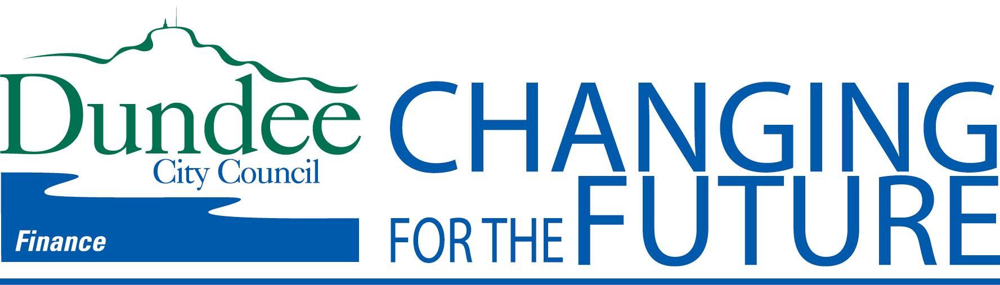 Dundee
City Council
Finance
CHANGING
FOR THE FUTURE